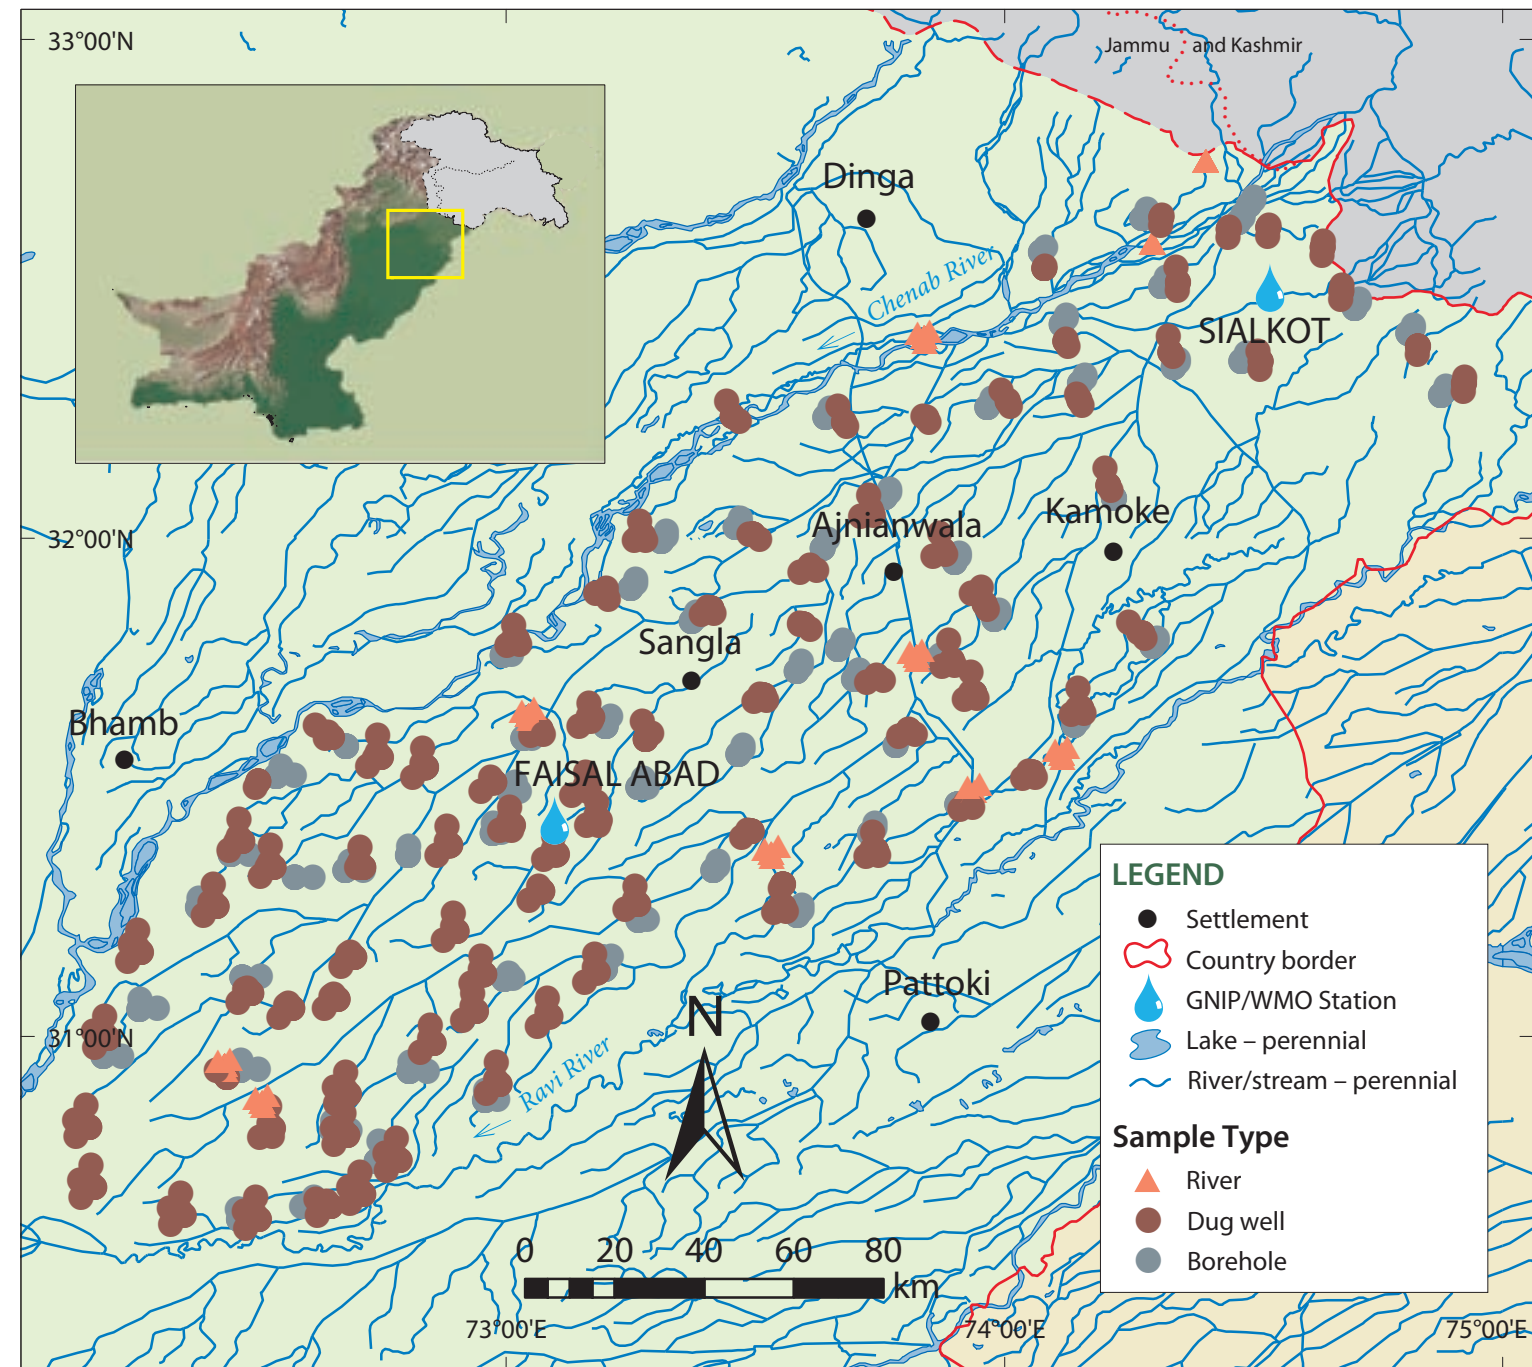 33°00'N
Jammu and Kashmir
Dinga
Chenab River
SIALKOT
32°00'N
Ajnianwala
Kamoke
Sangla
Bhamb
FAISAL ABAD
LEGEND
Settlement
Country border
GNIP/WMO Station
Lake – perennial
River/stream – perennial
Sample Type
River
Dug well
Borehole
Pattoki
N
31°00'N
Ravi River
0 20 40 60 80
km
73°00'E 74°00'E 75°00'E